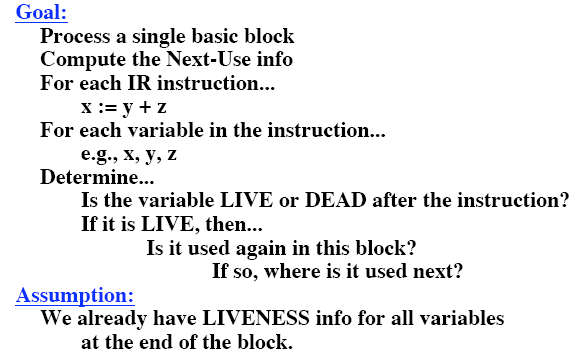 Goal:
Process a single basic block
Compute the Next-Use info
For each IR instruction...
x := y + z
For each variable in the instruction...
e.g., x, y, z
Determine...
Is the variable LIVE or DEAD after the instruction?
If it is LIVE, then...
Is it used again in this block?
If so, where is it used next?
Assumption:
We already have LIVENESS info for all variables
at the end of the block.